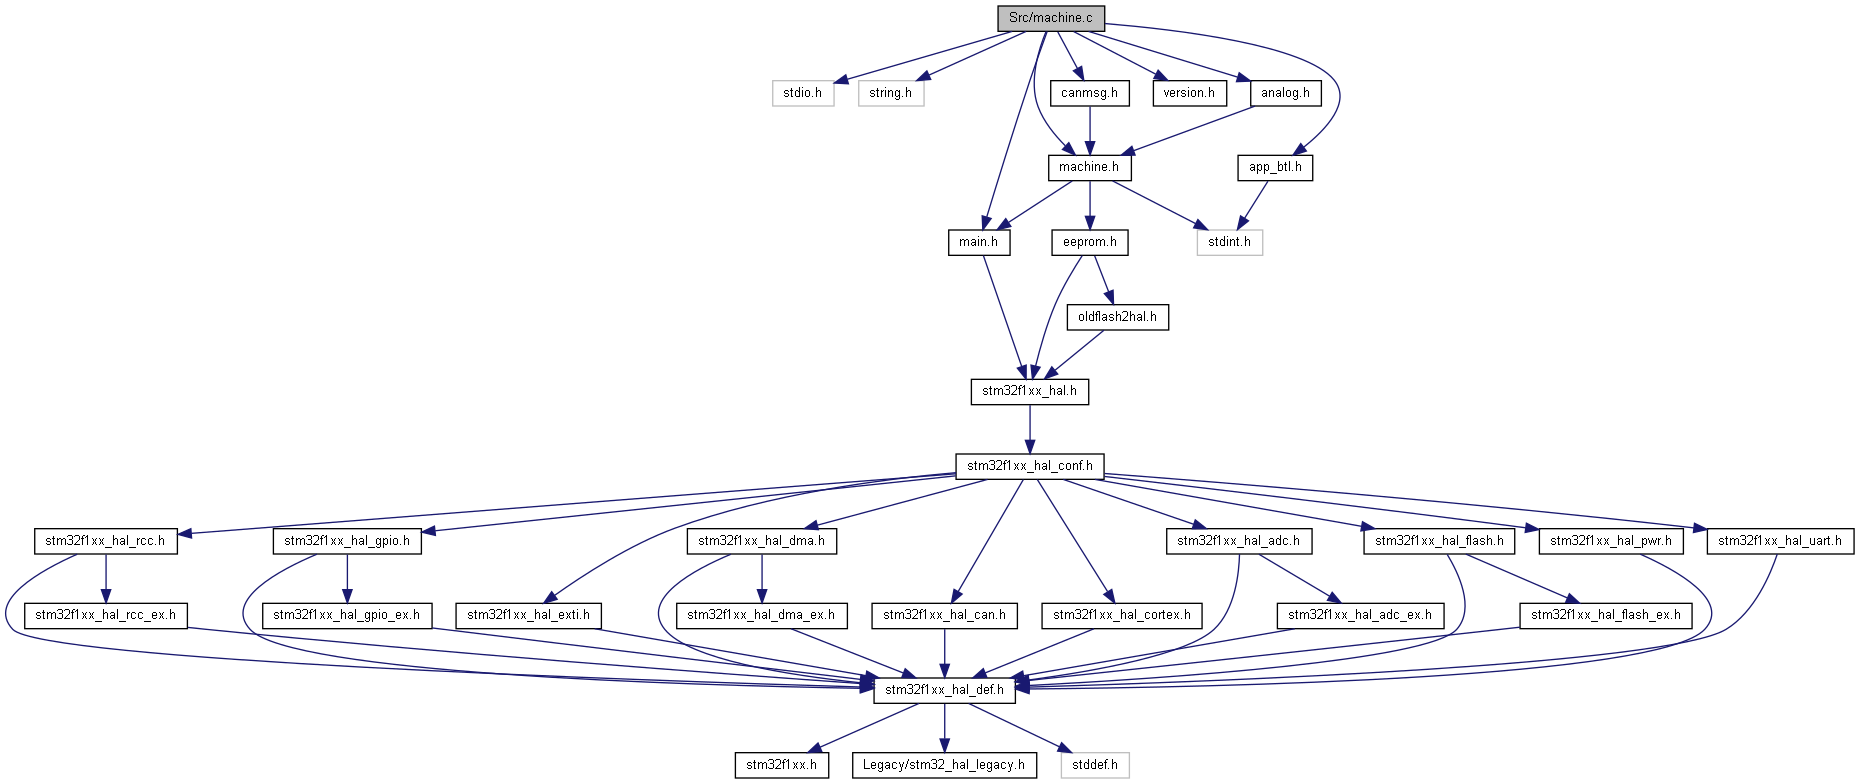 Src/machine.c
stdio.h
string.h
canmsg.h
version.h
analog.h
machine.h
app_btl.h
main.h
eeprom.h
stdint.h
oldflash2hal.h
stm32f1xx_hal.h
stm32f1xx_hal_conf.h
stm32f1xx_hal_rcc.h
stm32f1xx_hal_gpio.h
stm32f1xx_hal_dma.h
stm32f1xx_hal_adc.h
stm32f1xx_hal_flash.h
stm32f1xx_hal_pwr.h
stm32f1xx_hal_uart.h
stm32f1xx_hal_rcc_ex.h
stm32f1xx_hal_gpio_ex.h
stm32f1xx_hal_exti.h
stm32f1xx_hal_dma_ex.h
stm32f1xx_hal_can.h
stm32f1xx_hal_cortex.h
stm32f1xx_hal_adc_ex.h
stm32f1xx_hal_flash_ex.h
stm32f1xx_hal_def.h
stm32f1xx.h
Legacy/stm32_hal_legacy.h
stddef.h